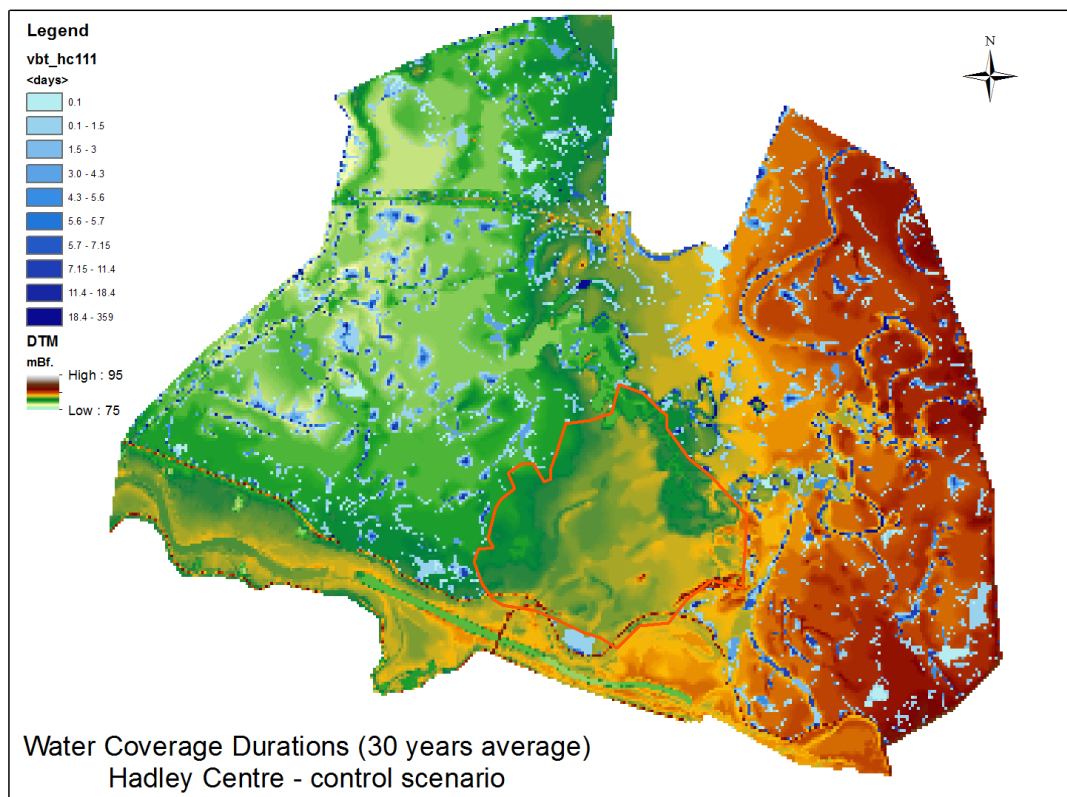 Legend
vbt_hc111
<days>
0.1
0.1 - 1.5
1.5 - 3
3.0 - 4.3
4.3 - 5.6
5.6 - 5.7
5.7 - 7.15
7.15 - 11.4
11.4 - 18.4
18.4 - 359
DTM
mBf.
High : 95
Low : 75
N
Water Coverage Durations (30 years average)
Hadley Centre - control scenario